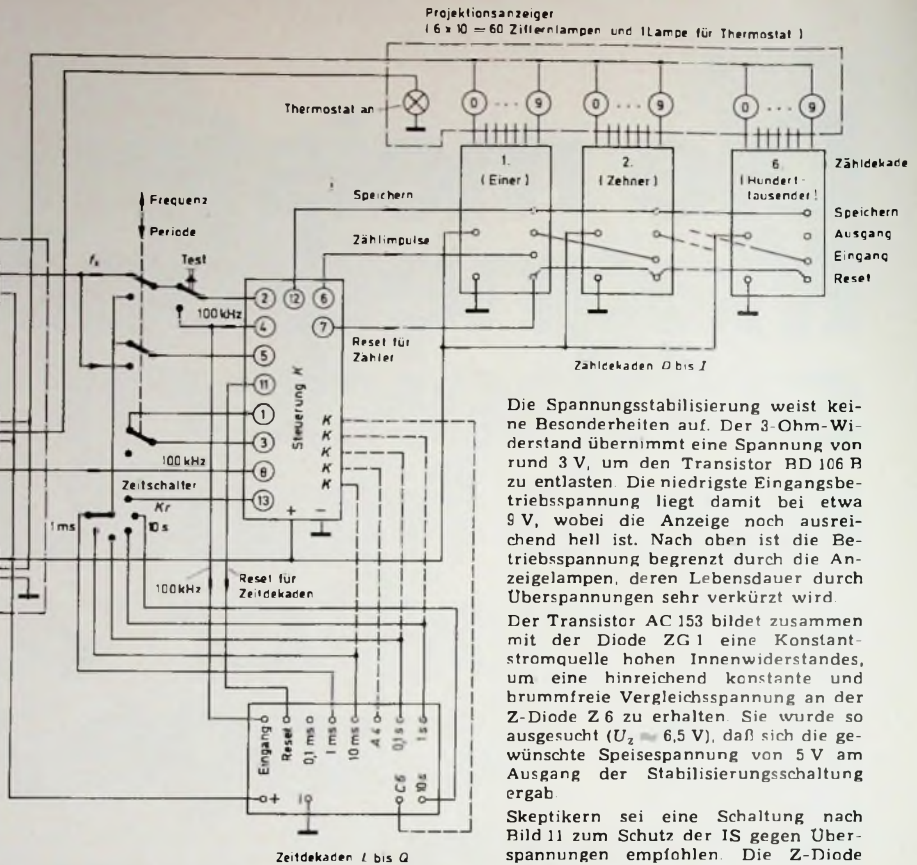 Projektionsanzeiger
(6 x 10 = 60 Ziffernlampen und 1 Lampe für Thermostat)
Thermostat an
0 ... 9
0 ... 9
0 ... 9
1.
(Einer)
2.
(Zehner)
6.
(Hundert-
tausender)
Zähldekade
Frequenz
Periode
Speichern
Zählimpulse
Speichern
Ausgang
Eingang
Reset
fx
Test
2
12
6
100 kHz
4
7
5
11
1
3
100 kHz
8
13
Steuerung K
K
K
K
K
K
+
-
Reset für
Zähler
Zähldekaden D bis I
Zeitschalter
Kr
1 ms
10 s
100 kHz
Reset für
Zeitdekaden
Eingang
Reset
0,1 ms
1 ms
10 ms
A 6
0,1 s
1 s
+
C 6
10 s
Zeitdekaden L bis Q
Die Spannungsstabilisierung weist kei-
ne Besonderheiten auf. Der 3-Ohm-Wi-
derstand übernimmt eine Spannung von
rund 3 V, um den Transistor BD 106 B
zu entlasten. Die niedrigste Eingangsbe-
triebsspannung liegt damit bei etwa
9 V, wobei die Anzeige noch ausrei-
chend hell ist. Nach oben ist die Be-
triebsspannung begrenzt durch die An-
zeigelampen, deren Lebensdauer durch
Überspannungen sehr verkürzt wird.
Der Transistor AC 153 bildet zusammen
mit der Diode ZG 1 eine Konstant-
stromquelle hohen Innenwiderstandes,
um eine hinreichend konstante und
brummfreie Vergleichsspannung an der
Z-Diode Z 6 zu erhalten. Sie wurde so
ausgesucht (Uz ≈ 6,5 V), daß sich die ge-
wünschte Speisespannung von 5 V am
Ausgang der Stabilisierungsschaltung
ergab.
Skeptikern sei eine Schaltung nach
Bild 11 zum Schutz der IS gegen Über-
spannungen empfohlen. Die Z-Diode